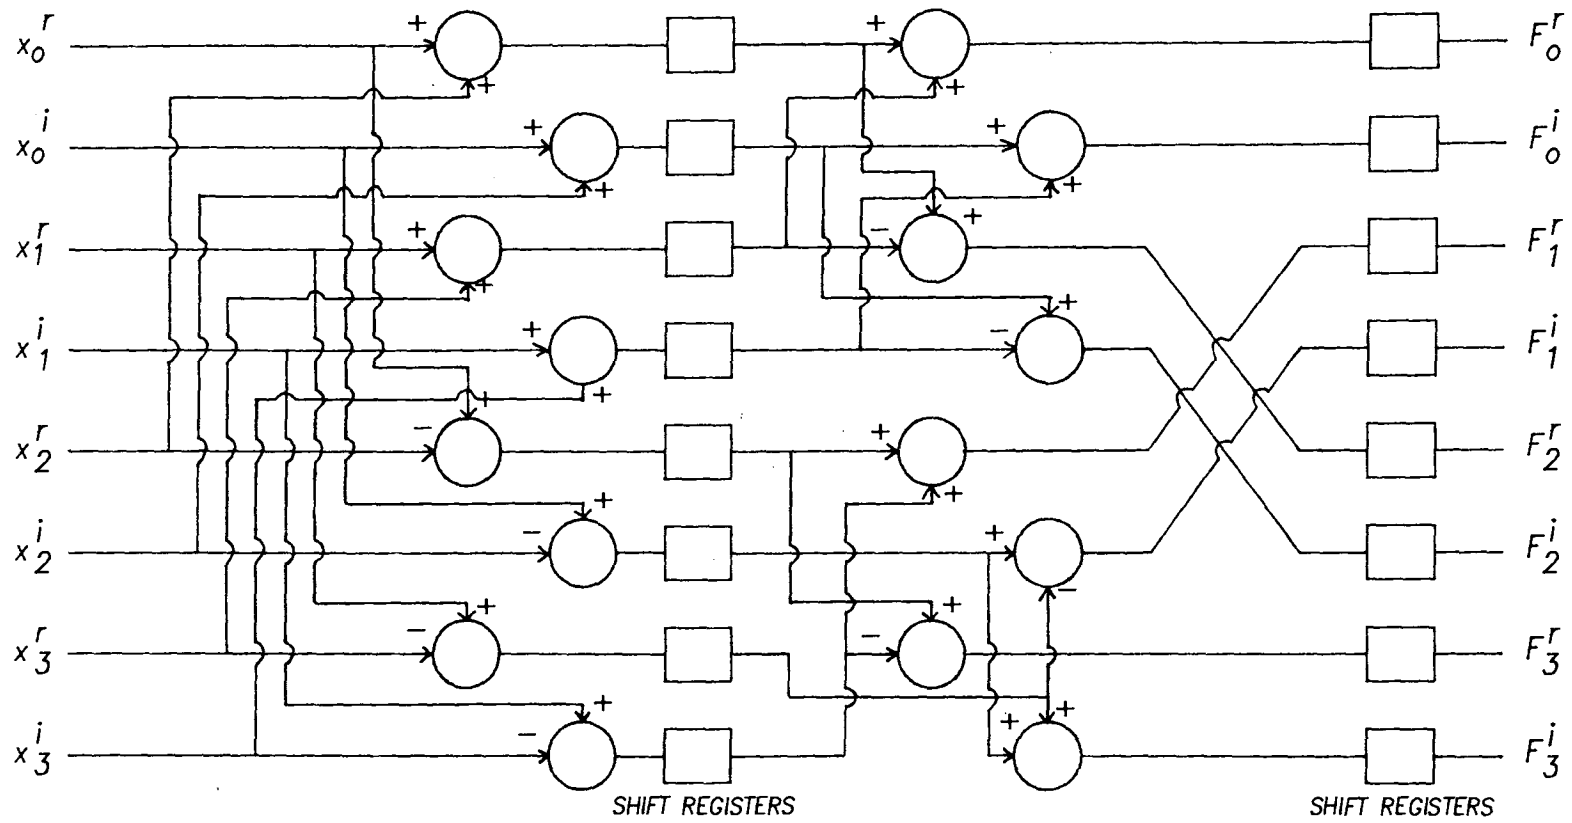 x₀ʳ + + + + F₀ʳ
x₀ⁱ + + + + F₀ⁱ
x₁ʳ + + − + F₁ʳ
x₁ⁱ + + − + F₁ⁱ
x₂ʳ − + + + F₂ʳ
x₂ⁱ − + + − F₂ⁱ
x₃ʳ − + − + F₃ʳ
x₃ⁱ − + + + F₃ⁱ
SHIFT REGISTERS SHIFT REGISTERS